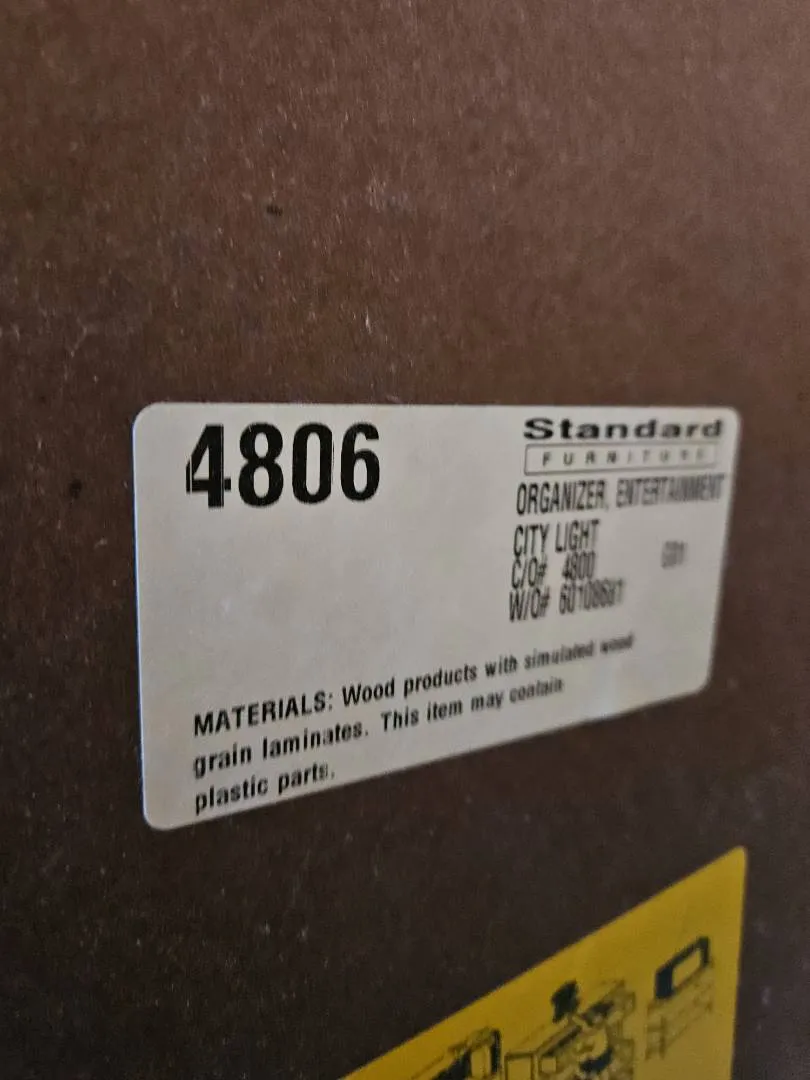 4806
Standard
FURNITURE
ORGANIZER, ENTERTAINMENT
CITY LIGHT
C/O# 4800
W/O#
MATERIALS: Wood products with simulated wood
grain laminates. This item may contain
plastic parts.